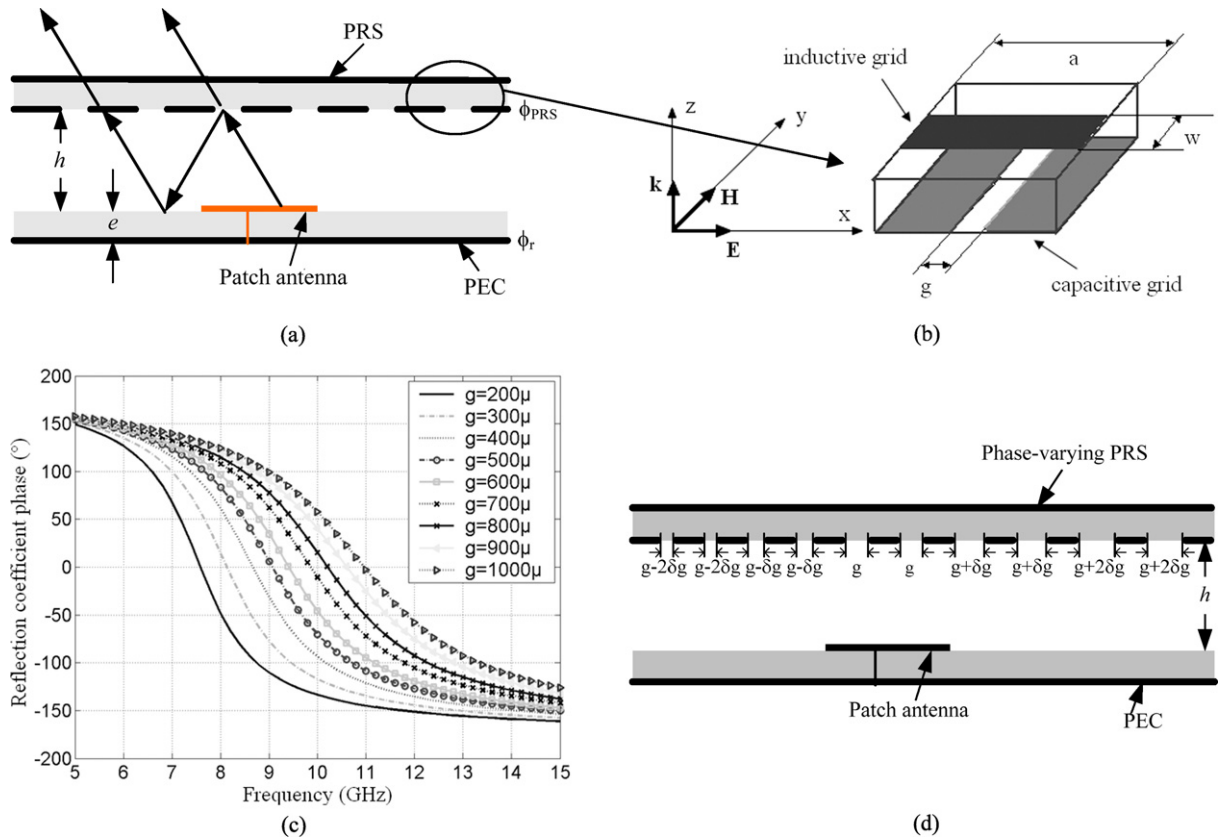 PRS
ϕPRS
h
e
ϕr
Patch antenna
PEC
(a)
inductive grid
a
z
y
w
k
H
x
E
g
capacitive grid
(b)
200
150
100
50
0
-50
-100
-150
-200
Reflection coefficient phase (°)
g=200µ
g=300µ
g=400µ
g=500µ
g=600µ
g=700µ
g=800µ
g=900µ
g=1000µ
5 6 7 8 9 10 11 12 13 14 15
Frequency (GHz)
(c)
Phase-varying PRS
g-2δg g-2δg g-δg g-δg g g g+δg g+δg g+2δg g+2δg
h
Patch antenna
PEC
(d)